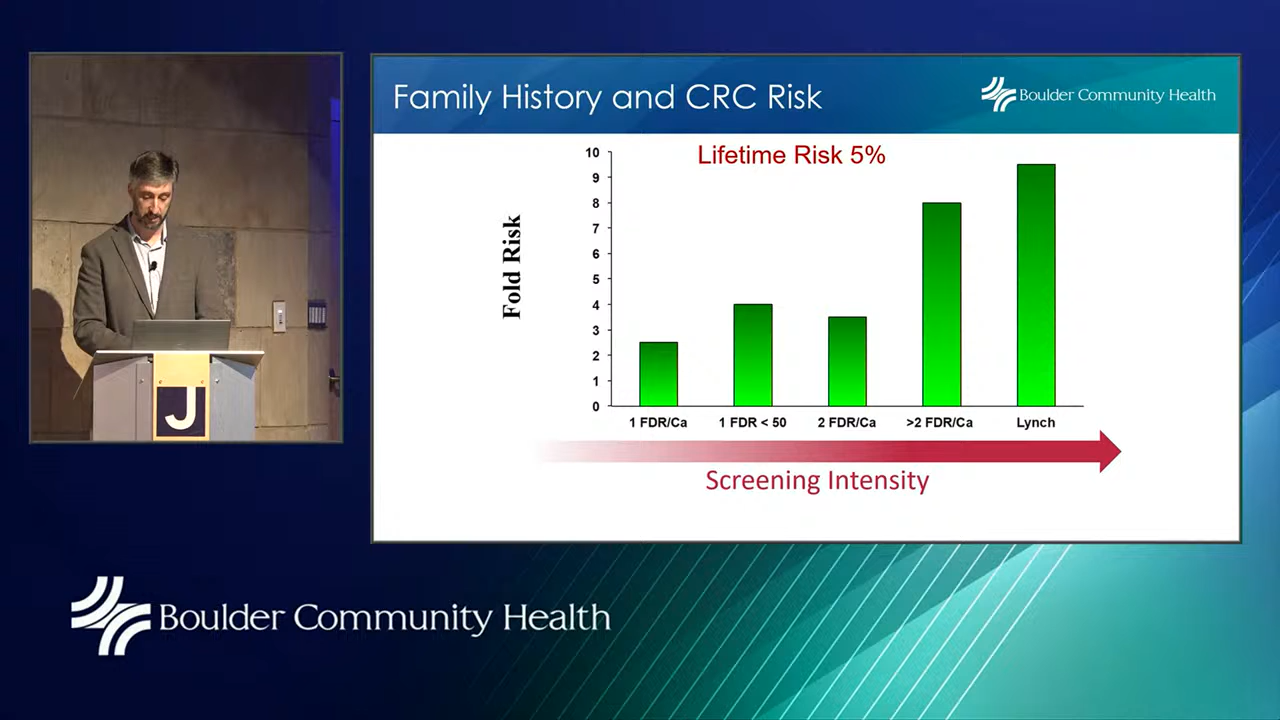 Family History and CRC Risk
Boulder Community Health
Lifetime Risk 5%
Fold Risk
10
9
8
7
6
5
4
3
2
1
0
1 FDR/Ca
1 FDR < 50
2 FDR/Ca
>2 FDR/Ca
Lynch
Screening Intensity
J
Boulder Community Health